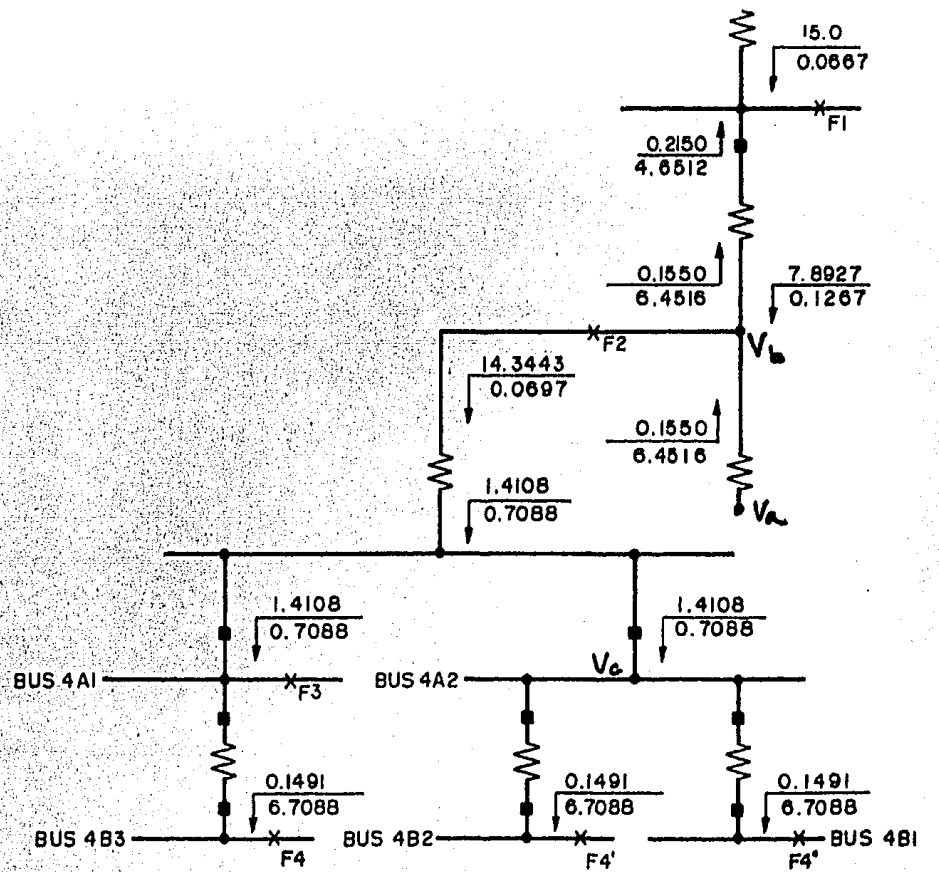 15.0
0.0667
F1
0.2150
4.6512
0.1550
6.4516
7.8927
0.1267
F2
Vb
14.3443
0.0697
0.1550
6.4516
1.4108
0.7088
Va
1.4108
0.7088
1.4108
0.7088
BUS 4A1
F3
BUS 4A2
Vc
0.1491
6.7088
0.1491
6.7088
0.1491
6.7088
BUS 4B3
F4
BUS 4B2
F4'
F4"
BUS 4B1